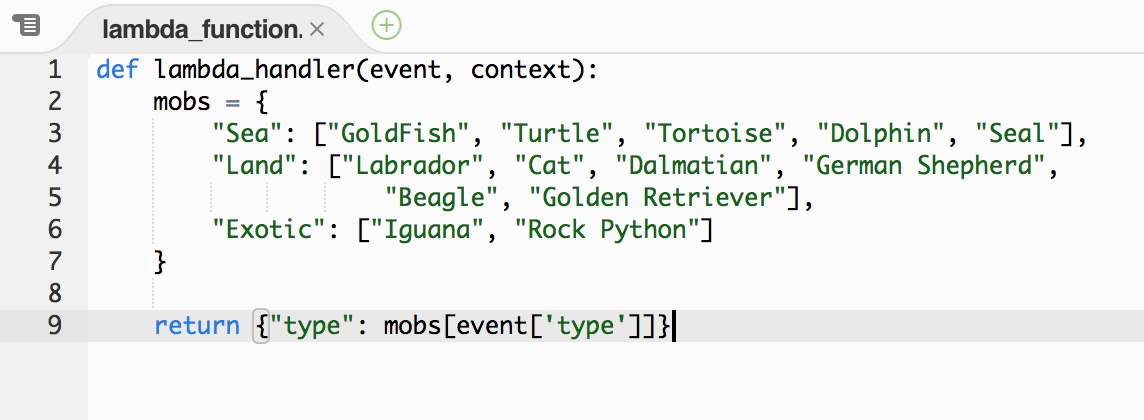 lambda_function.
1 def lambda_handler(event, context):
2     mobs = {
3         "Sea": ["GoldFish", "Turtle", "Tortoise", "Dolphin", "Seal"],
4         "Land": ["Labrador", "Cat", "Dalmatian", "German Shepherd",
5                     "Beagle", "Golden Retriever"],
6         "Exotic": ["Iguana", "Rock Python"]
7     }
8
9     return {"type": mobs[event['type']]}